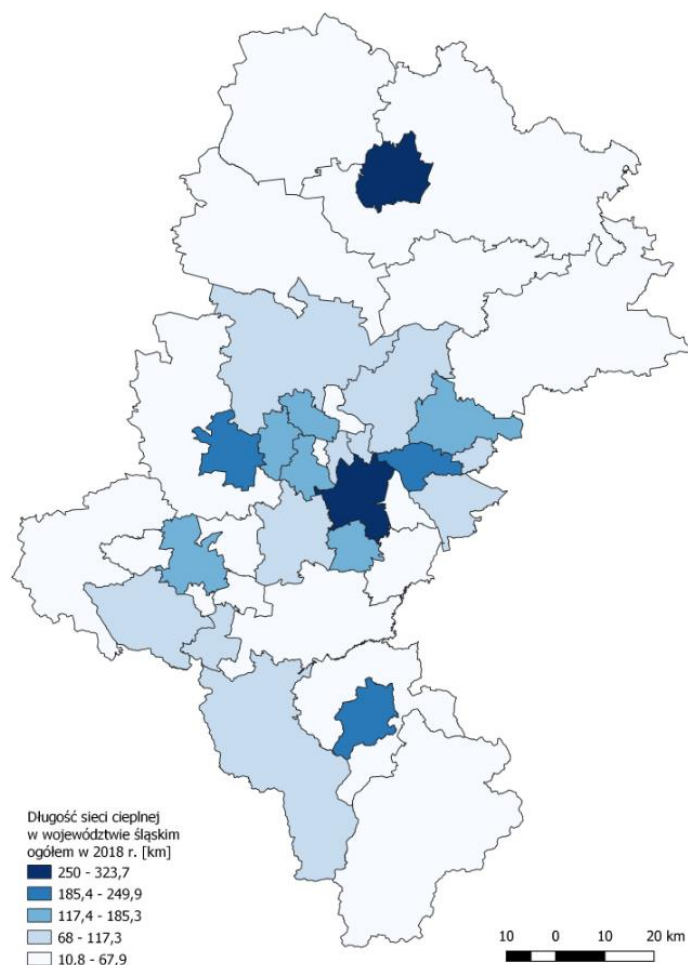 Długość sieci cieplnej
w województwie śląskim
ogółem w 2018 r. [km]
250 - 323,7
185,4 - 249,9
117,4 - 185,3
68 - 117,3
10,8 - 67,9
10 0 10 20 km